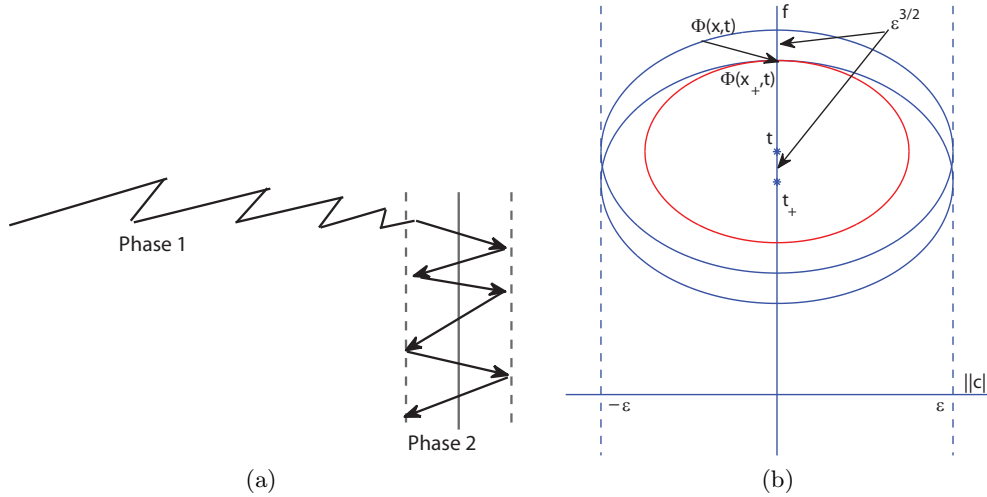 Phase 1
Phase 2
(a)
f
Φ(x,t)
ε^{3/2}
Φ(x_+,t)
t
t_+
||c|
−ε
ε
(b)